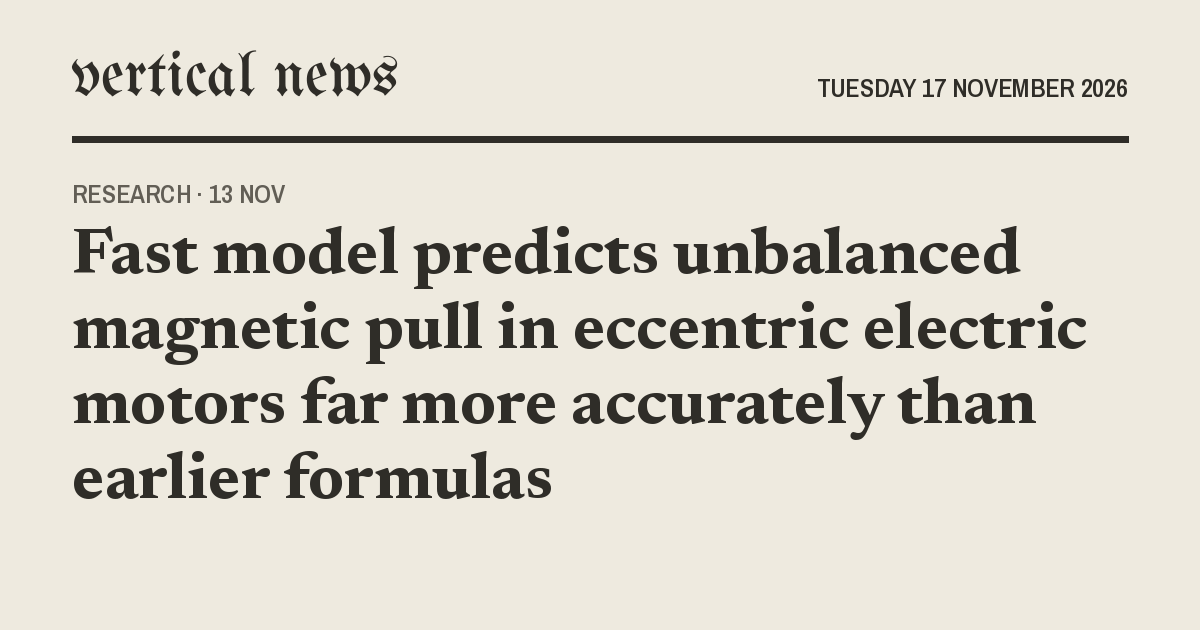 vertical news
TUESDAY 17 NOVEMBER 2026
RESEARCH · 13 NOV
Fast model predicts unbalanced
magnetic pull in eccentric electric
motors far more accurately than
earlier formulas